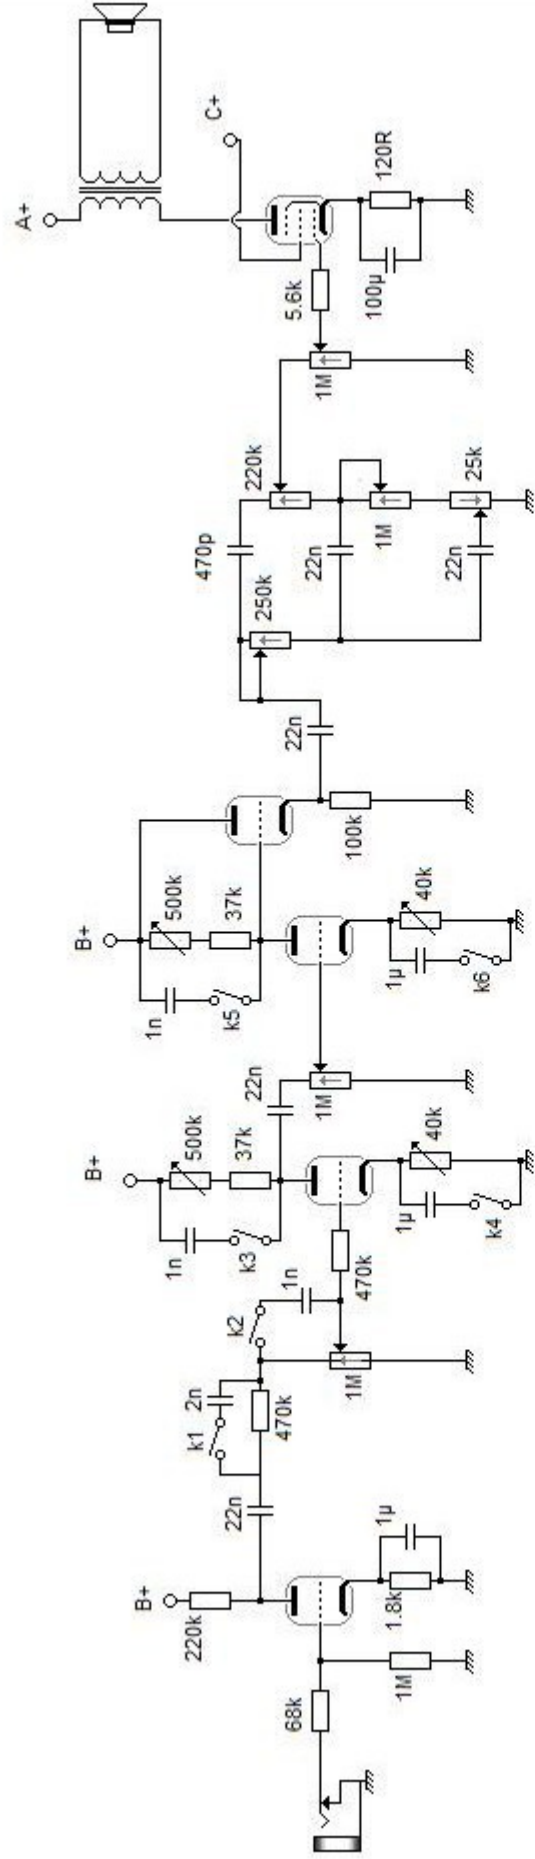 68k
1M
B+
220k
1.8k
1µ
22n
k1
2n
470k
k2
1M
1n
470k
1n
k3
B+
500k
37k
1µ
k4
40k
22n
1M
1n
k5
B+
500k
37k
1µ
k6
40k
100k
22n
250k
470p
22n
22n
220k
1M
25k
1M
5.6k
100µ
120R
A+
C+